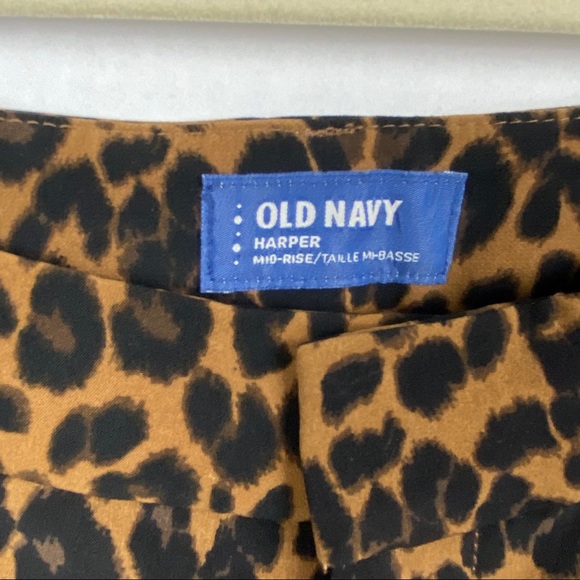 OLD NAVY
HARPER
MID-RISE/TAILLE MI-BASSE